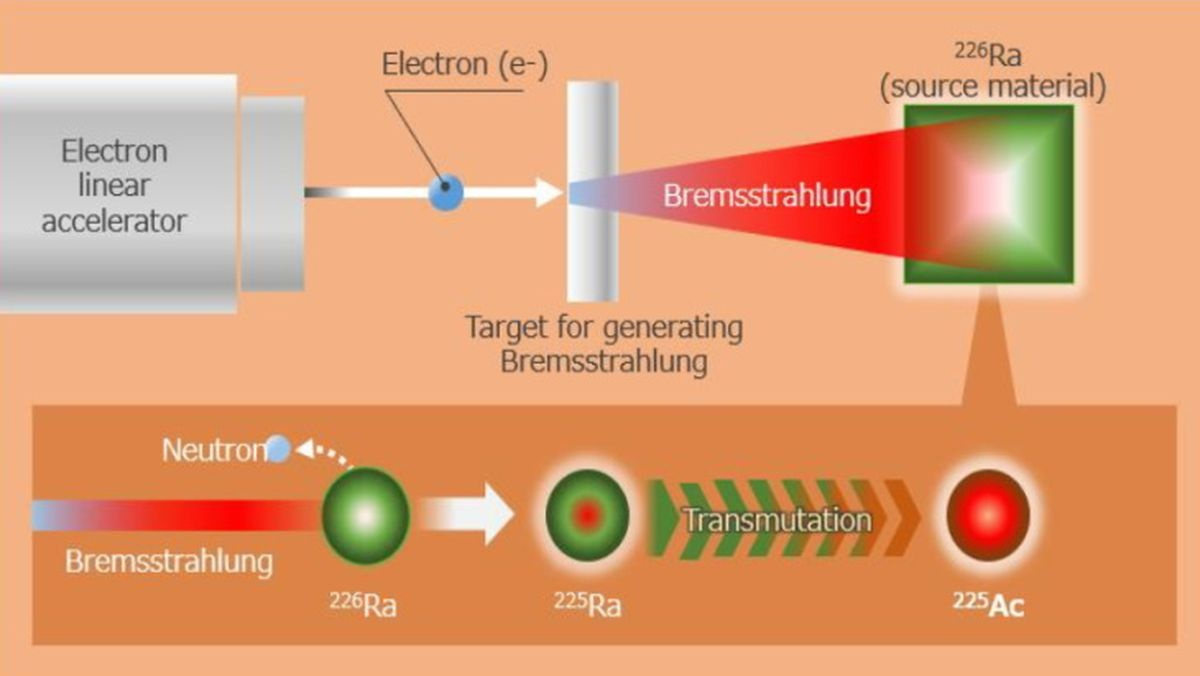 Electron (e-)
²²⁶Ra
(source material)
Electron
linear
accelerator
Bremsstrahlung
Target for generating
Bremsstrahlung
Neutron
Transmutation
Bremsstrahlung
²²⁶Ra
²²⁵Ra
²²⁵Ac